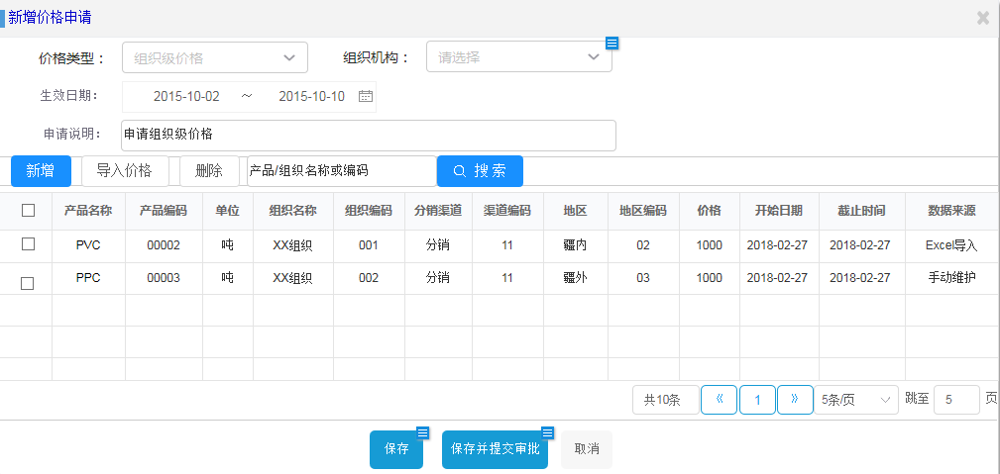 新增价格申请
价格类型： 组织级价格 组织机构： 请选择
生效日期： 2015-10-02 ~ 2015-10-10
申请说明： 申请组织级价格
新增 导入价格 删除 产品/组织名称或编码 搜索
产品名称 产品编码 单位 组织名称 组织编码 分销渠道 渠道编码 地区 地区编码 价格 开始日期 截止时间 数据来源
PVC 00002 吨 XX组织 001 分销 11 疆内 02 1000 2018-02-27 2018-02-27 Excel导入
PPC 00003 吨 XX组织 002 分销 11 疆外 03 1000 2018-02-27 2018-02-27 手动维护
共10条 « 1 » 5条/页 跳至 5 页
保存 保存并提交审批 取消